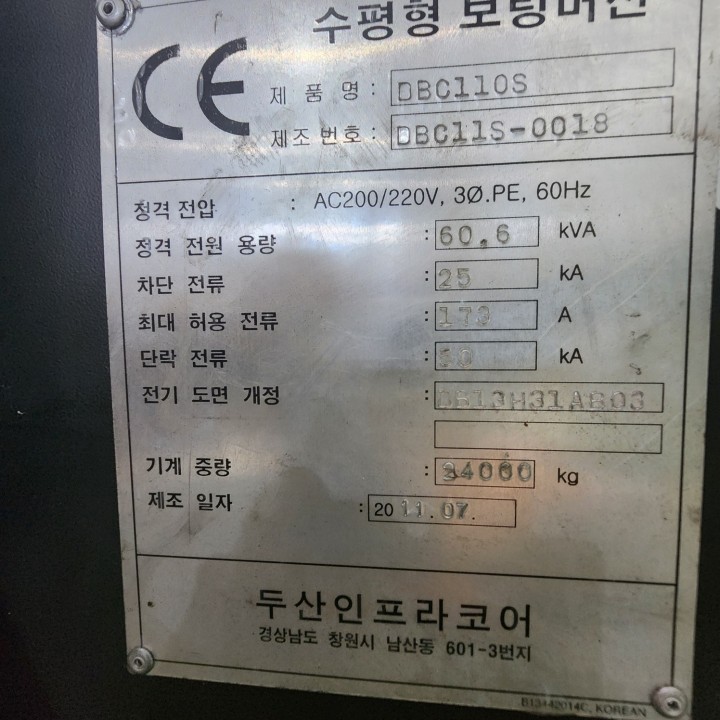 수평형 보링머신
CE
제 품 명 : DBC110S
제조번호 : DBC11S-0018
정격 전압 : AC200/220V, 3Ø.PE, 60Hz
정격 전원 용량 : 60.6 kVA
차단 전류 : 25 kA
최대 허용 전류 : A
단락 전류 : kA
전기 도면 개정 :
기계 중량 : kg
제조 일자 : 20 11.07.
두산인프라코어
경상남도 창원시 남산동 601-3번지
KOREAN